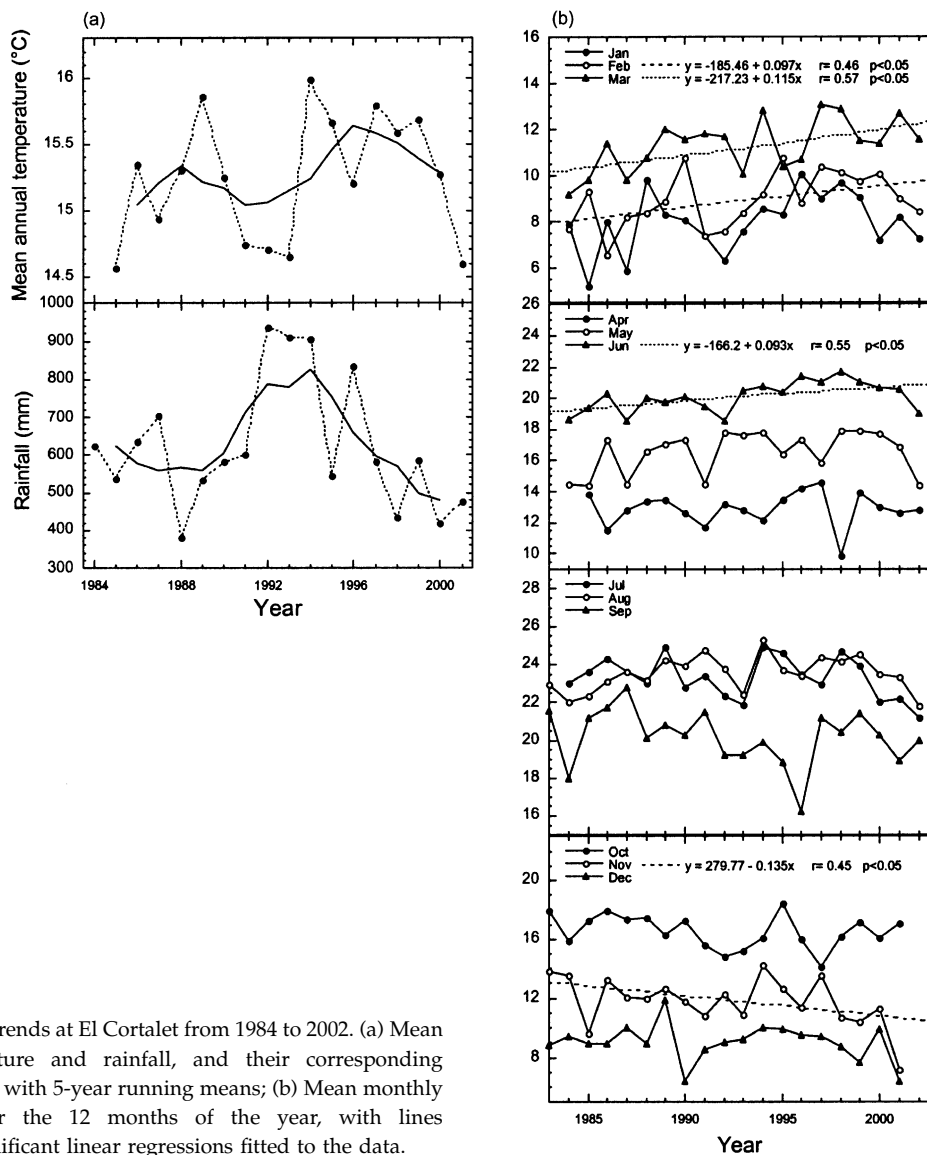 (a)
Mean annual temperature (°C)
16
15.5
15
14.5
1000
900
800
700
600
500
400
300
Rainfall (mm)
1984
1988
1992
1996
2000
Year
(b)
16
14
12
10
8
6
Jan
Feb y = -185.46 + 0.097x r= 0.46 p<0.05
Mar y = -217.23 + 0.115x r= 0.57 p<0.05
26
22
18
14
10
Apr
May
Jun y = -166.2 + 0.093x r= 0.55 p<0.05
28
24
22
20
18
16
Jul
Aug
Sep
20
16
12
8
Oct
Nov y = 279.77 - 0.135x r= 0.45 p<0.05
Dec
1985
1990
1995
2000
Year
rends at El Cortalet from 1984 to 2002. (a) Mean
ture and rainfall, and their corresponding
with 5-year running means; (b) Mean monthly
r the 12 months of the year, with lines
nificant linear regressions fitted to the data.